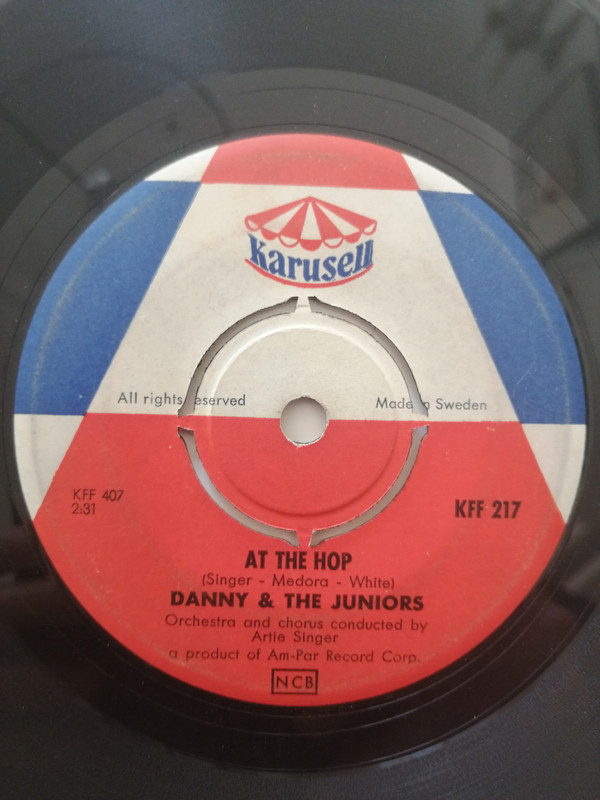 Karusell
All rights reserved
Made in Sweden
KFF 407
2:31
KFF 217
AT THE HOP
(Singer - Medora - White)
DANNY & THE JUNIORS
Orchestra and chorus conducted by
Artie Singer
a product of Am-Par Record Corp.
NCB